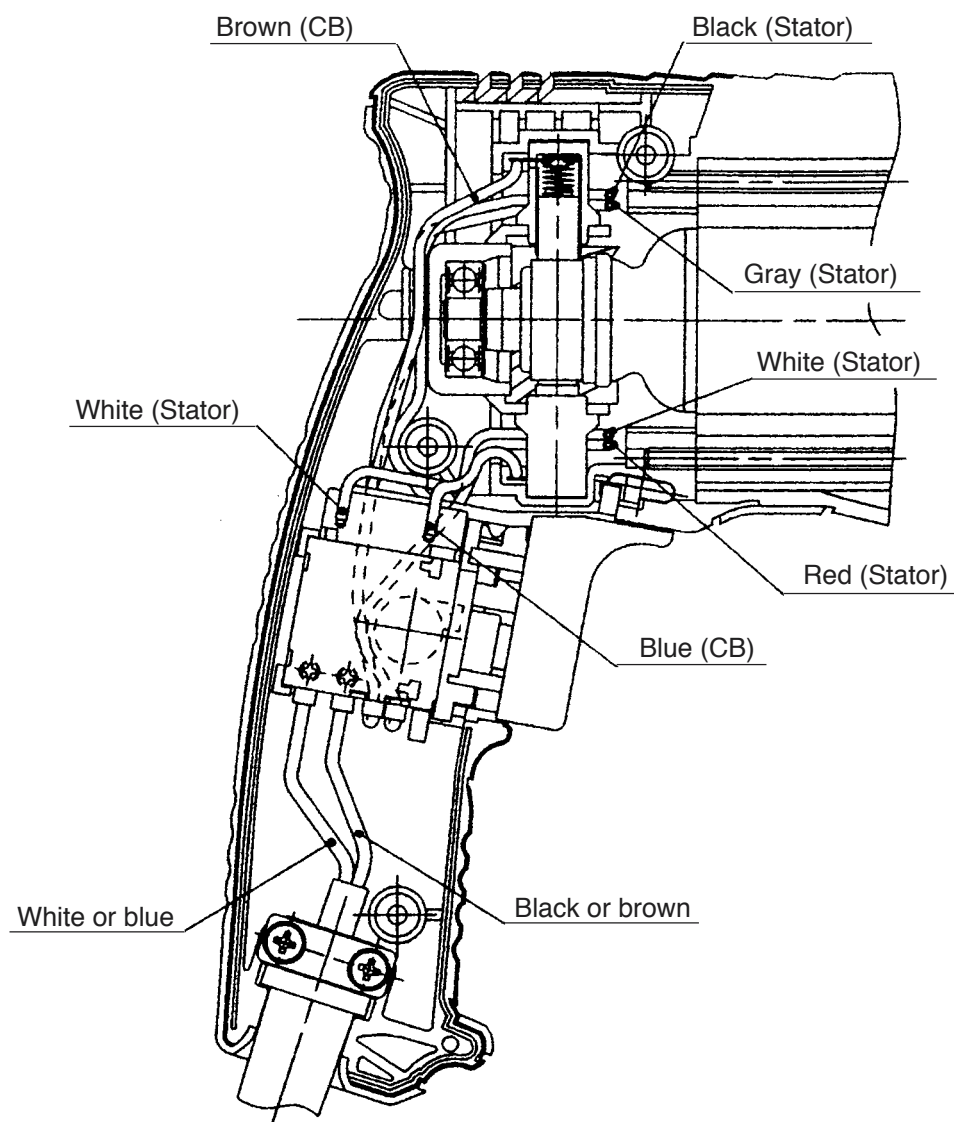 Brown (CB)
Black (Stator)
Gray (Stator)
White (Stator)
White (Stator)
Red (Stator)
Blue (CB)
White or blue
Black or brown